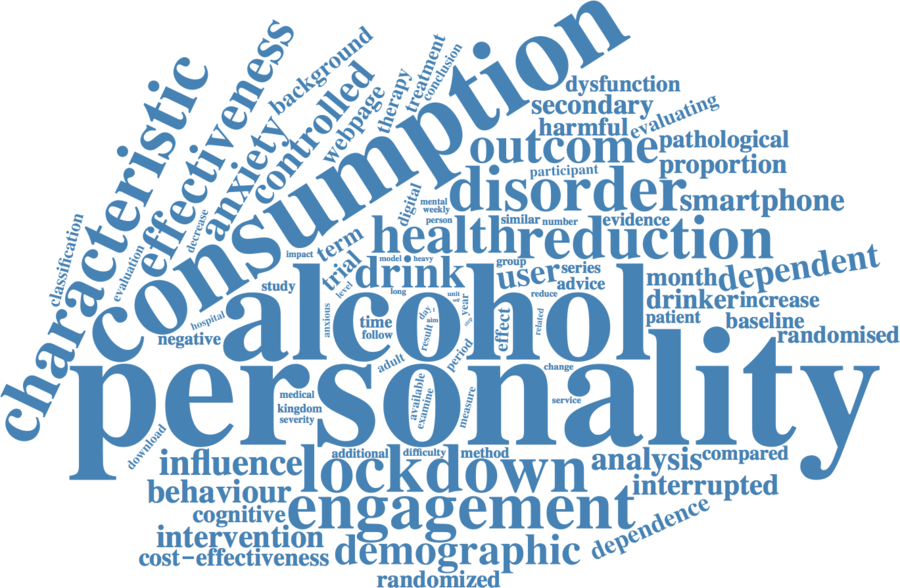 consumption
characteristic
effectiveness
background
anxiety
controlled
webpage
therapy
treatment
conclusion
classification
evaluation
decrease
dysfunction
secondary
harmful
evaluating
outcome
pathological
participant
proportion
disorder
smartphone
digital
mental
weekly
person
similar
number
evidence
health
reduction
impact
term
trial
model
heavy
drink
group
user
series
advice
month
dependent
level
study
long
unit
year
reduce
alcohol
drinker
increase
hospital
negative
anxious
time
follow
day
aim
result
effect
related
patient
baseline
randomised
adult
period
change
personality
medical
kingdom
severity
available
examine
measure
service
download
additional
difficulty
method
influence
lockdown
analysis
compared
behaviour
cognitive
engagement
interrupted
intervention
cost-effectiveness
demographic
dependence
randomized